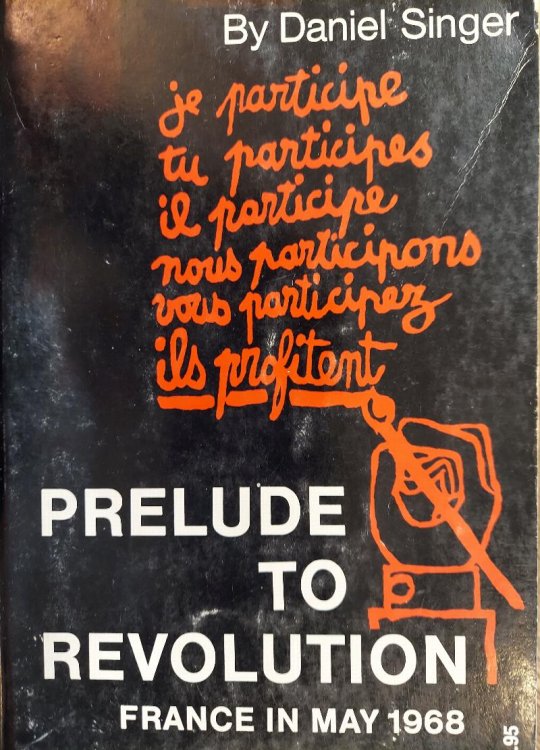 By Daniel Singer
je participe
tu participes
il participe
nous participons
vous participez
ils profitent
PRELUDE
TO
REVOLUTION
FRANCE IN MAY 1968
95